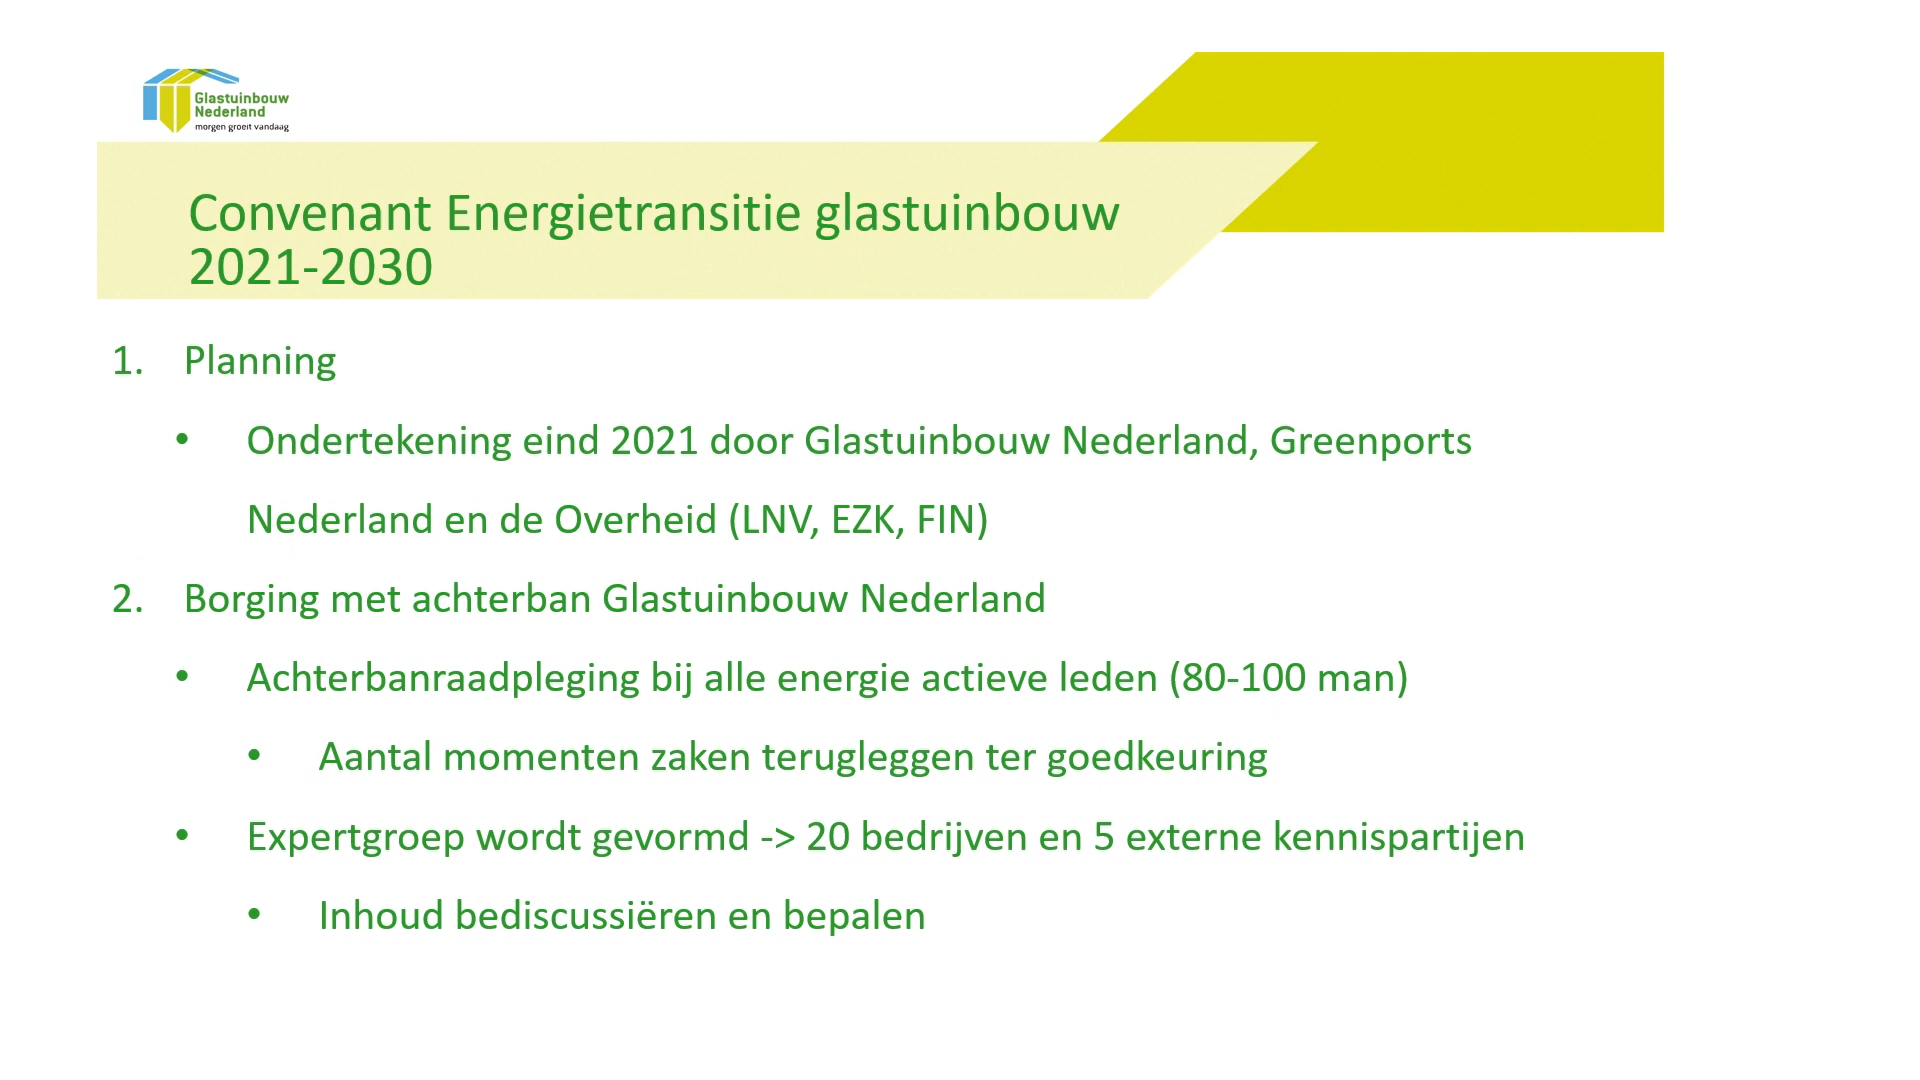 Glastuinbouw
Nederland
morgen groeit vandaag
Convenant Energietransitie glastuinbouw
2021-2030
1. Planning
• Ondertekening eind 2021 door Glastuinbouw Nederland, Greenports
Nederland en de Overheid (LNV, EZK, FIN)
2. Borging met achterban Glastuinbouw Nederland
• Achterbanraadpleging bij alle energie actieve leden (80-100 man)
• Aantal momenten zaken terugleggen ter goedkeuring
• Expertgroep wordt gevormd -> 20 bedrijven en 5 externe kennispartijen
• Inhoud bediscussiëren en bepalen